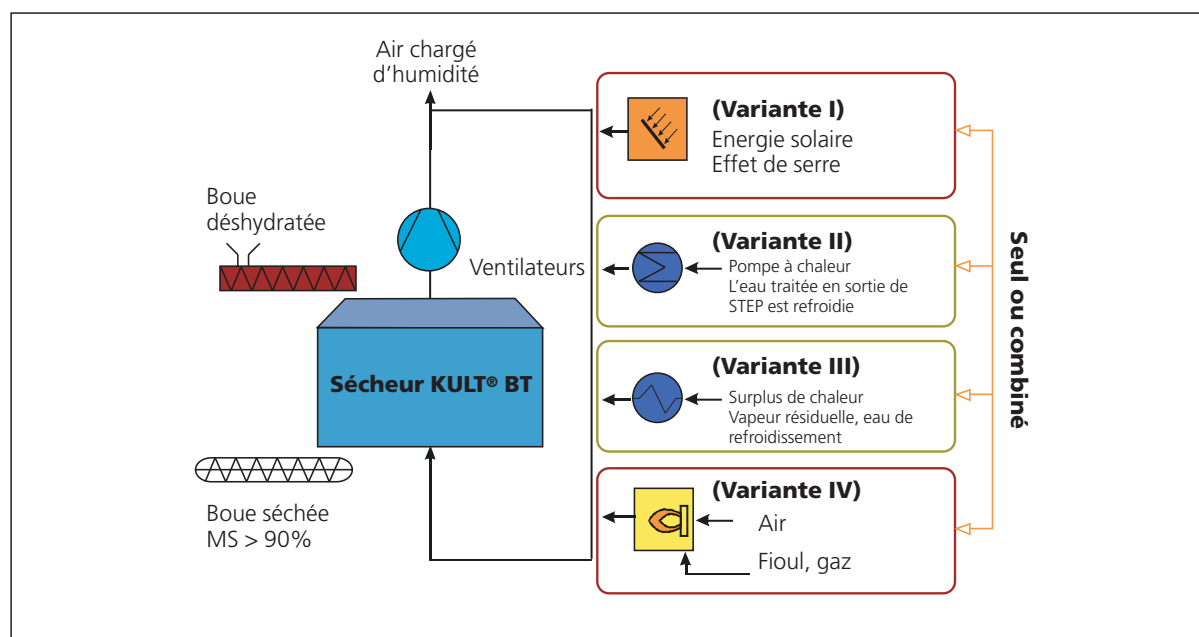 Air chargé
d’humidité
Boue
déshydratée
Ventilateurs
Sécheur KULT® BT
Boue séchée
MS > 90%
(Variante I)
Energie solaire
Effet de serre
(Variante II)
Pompe à chaleur
L’eau traitée en sortie de
STEP est refroidie
(Variante III)
Surplus de chaleur
Vapeur résiduelle, eau de
refroidissement
(Variante IV)
Air
Fioul, gaz
Seul ou combiné